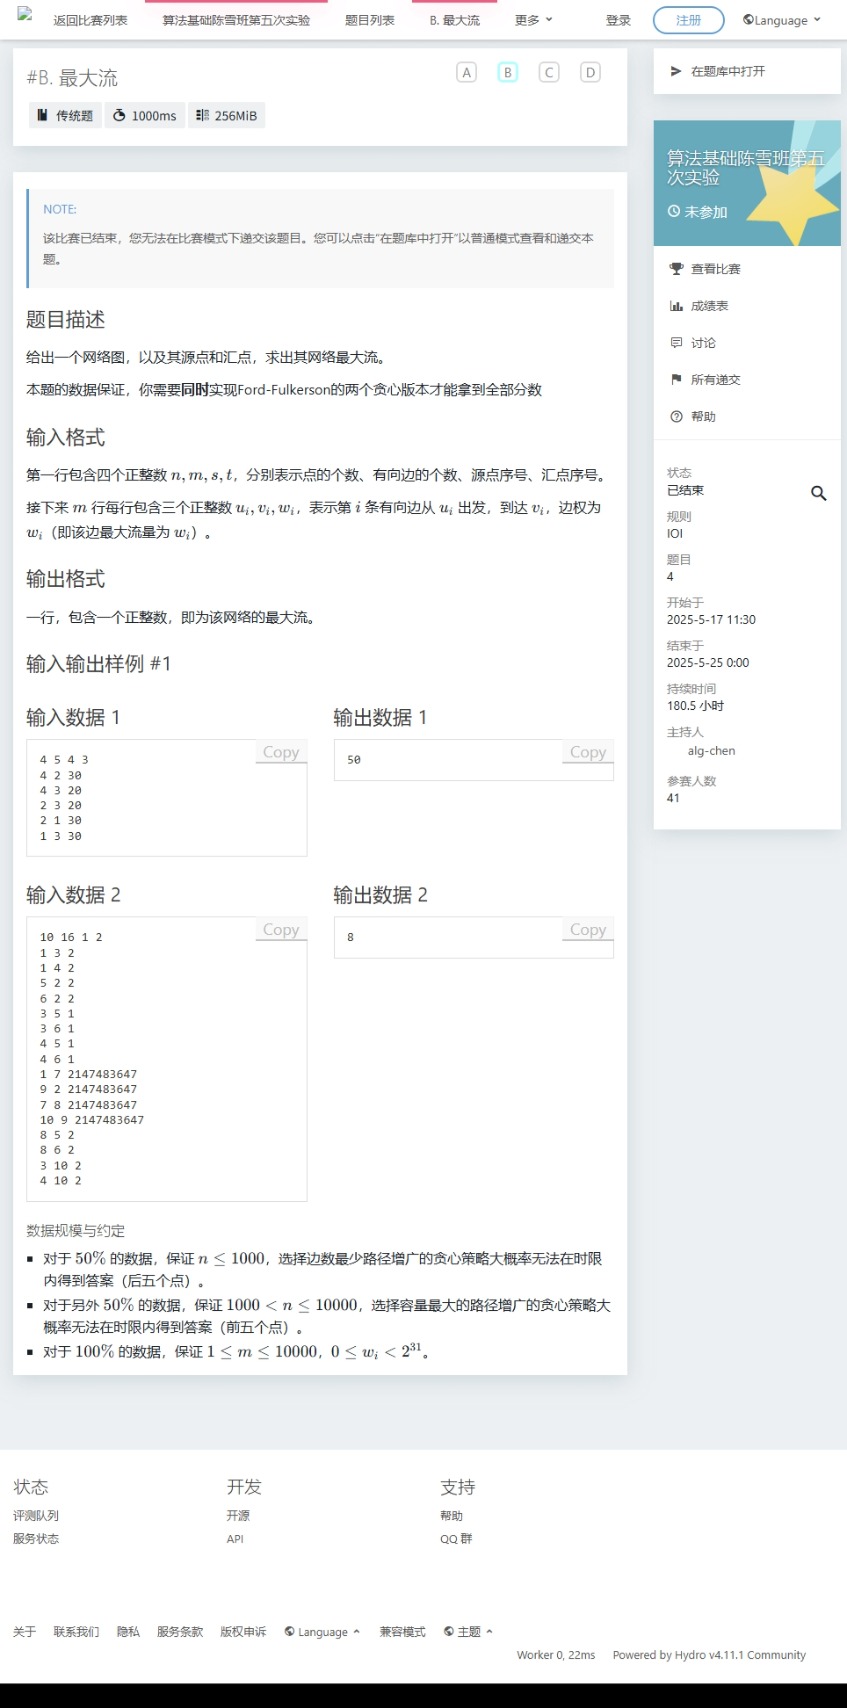 返回比赛列表 算法基础陈雪班第五次实验 题目列表 B. 最大流 更多 登录 注册 Language
#B. 最大流
A B C D
传统题 1000ms 256MiB
NOTE:
该比赛已结束，您无法在比赛模式下递交该题目。您可以点击“在题库中打开”以普通模式查看和递交本
题。
题目描述
给出一个网络图，以及其源点和汇点，求出其网络最大流。
本题的数据保证，你需要同时实现Ford-Fulkerson的两个贪心版本才能拿到全部分数
输入格式
第一行包含四个正整数 n, m, s, t，分别表示点的个数、有向边的个数、源点序号、汇点序号。
接下来 m 行每行包含三个正整数 u_i, v_i, w_i，表示第 i 条有向边从 u_i 出发，到达 v_i，边权为
w_i（即该边最大流量为 w_i）。
输出格式
一行，包含一个正整数，即为该网络的最大流。
输入输出样例 #1
输入数据 1
Copy
4 5 4 3
4 2 30
4 3 20
2 3 20
2 1 30
1 3 30
输出数据 1
Copy
50
输入数据 2
Copy
10 16 1 2
1 3 2
1 4 2
5 2 2
6 2 2
3 5 1
3 6 1
4 5 1
4 6 1
1 7 2147483647
9 2 2147483647
7 8 2147483647
10 9 2147483647
8 5 2
8 6 2
3 10 2
4 10 2
输出数据 2
Copy
8
数据规模与约定
▪ 对于 50% 的数据，保证 n ≤ 1000，选择边数最少路径增广的贪心策略大概率无法在时限
内得到答案（后五个点）。
▪ 对于另外 50% 的数据，保证 1000 < n ≤ 10000，选择容量最大的路径增广的贪心策略大
概率无法在时限内得到答案（前五个点）。
▪ 对于 100% 的数据，保证 1 ≤ m ≤ 10000，0 ≤ w_i < 2^31。
在题库中打开
算法基础陈雪班第五
次实验
未参加
查看比赛
成绩表
讨论
所有递交
帮助
状态
已结束
规则
IOI
题目
4
开始于
2025-5-17 11:30
结束于
2025-5-25 0:00
持续时间
180.5 小时
主持人
alg-chen
参赛人数
41
状态
评测队列
服务状态
开发
开源
API
支持
帮助
QQ 群
关于 联系我们 隐私 服务条款 版权申诉 Language 兼容模式 主题
Worker 0, 22ms Powered by Hydro v4.11.1 Community